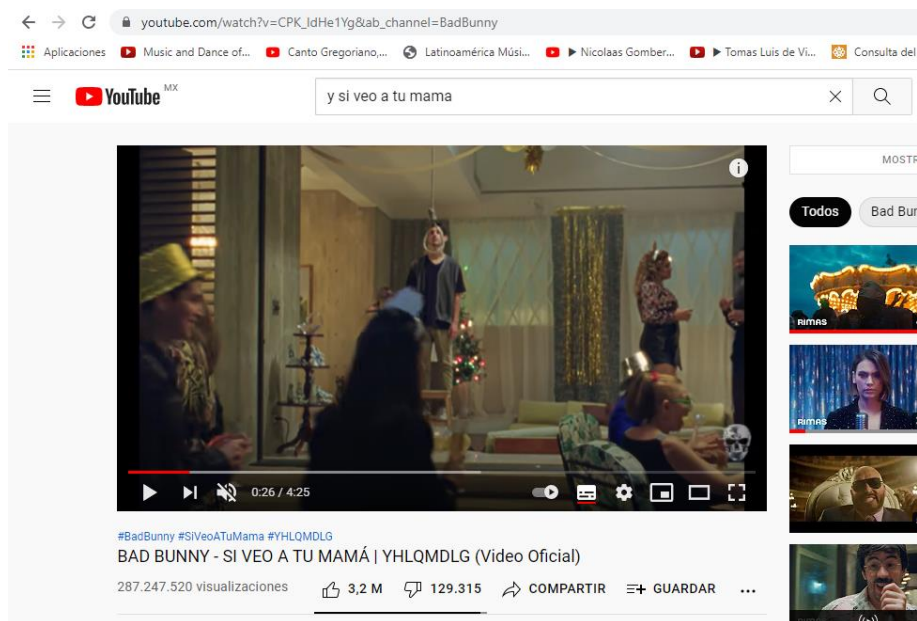 youtube.com/watch?v=CPK_IdHe1Yg&ab_channel=BadBunny
Aplicaciones Music and Dance of... Canto Gregoriano,... Latinoamérica Músi... ▶ Nicolaas Gomber... ▶ Tomas Luis de Vi... Consulta del
YouTube MX
y si veo a tu mama
MOSTR
Todos
Bad Bun
RIMAS
RIMAS
0:26 / 4:25
#BadBunny #SiVeoATuMama #YHLQMDLG
BAD BUNNY - SI VEO A TU MAMÁ | YHLQMDLG (Video Oficial)
287.247.520 visualizaciones
3,2 M
129.315
COMPARTIR
GUARDAR